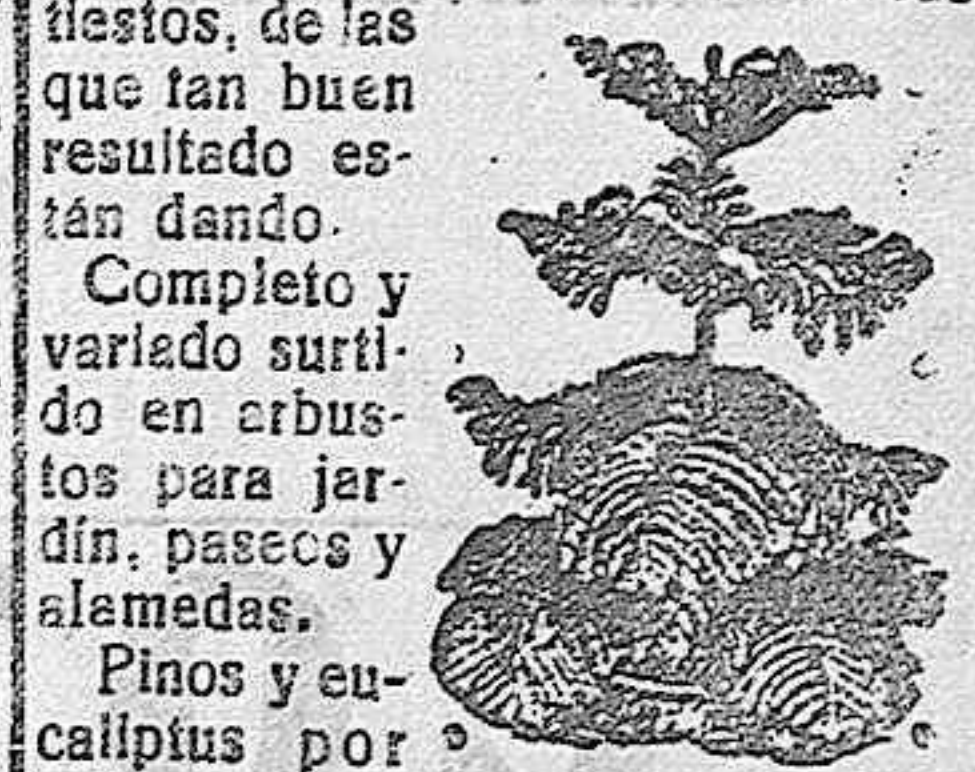 tiestos, de las
que tan buen
resultado es-
tán dando.
Completo y
variado surti-
do en arbus-
tos para jar-
dín, paseos y
alamedas.
Pinos y eu-
caliptus por